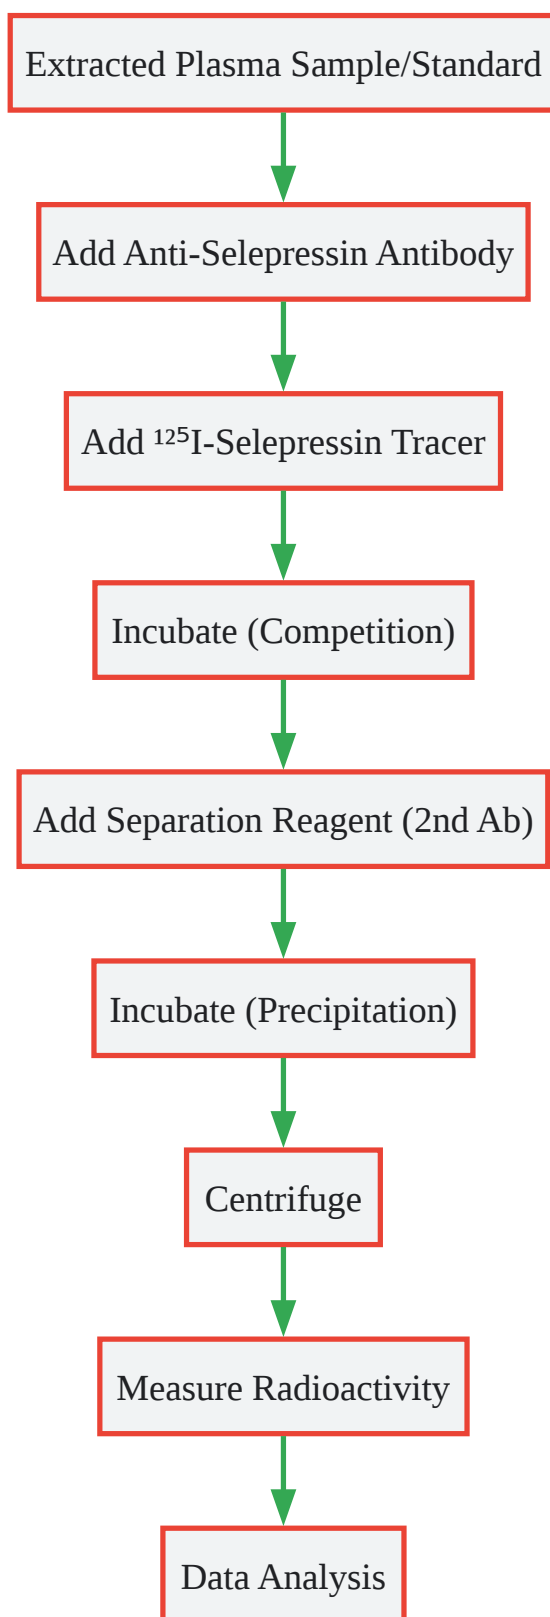 Extracted Plasma Sample/Standard
Add Anti-Selepressin Antibody
Add ¹²⁵I-Selepressin Tracer
Incubate (Competition)
Add Separation Reagent (2nd Ab)
Incubate (Precipitation)
Centrifuge
Measure Radioactivity
Data Analysis